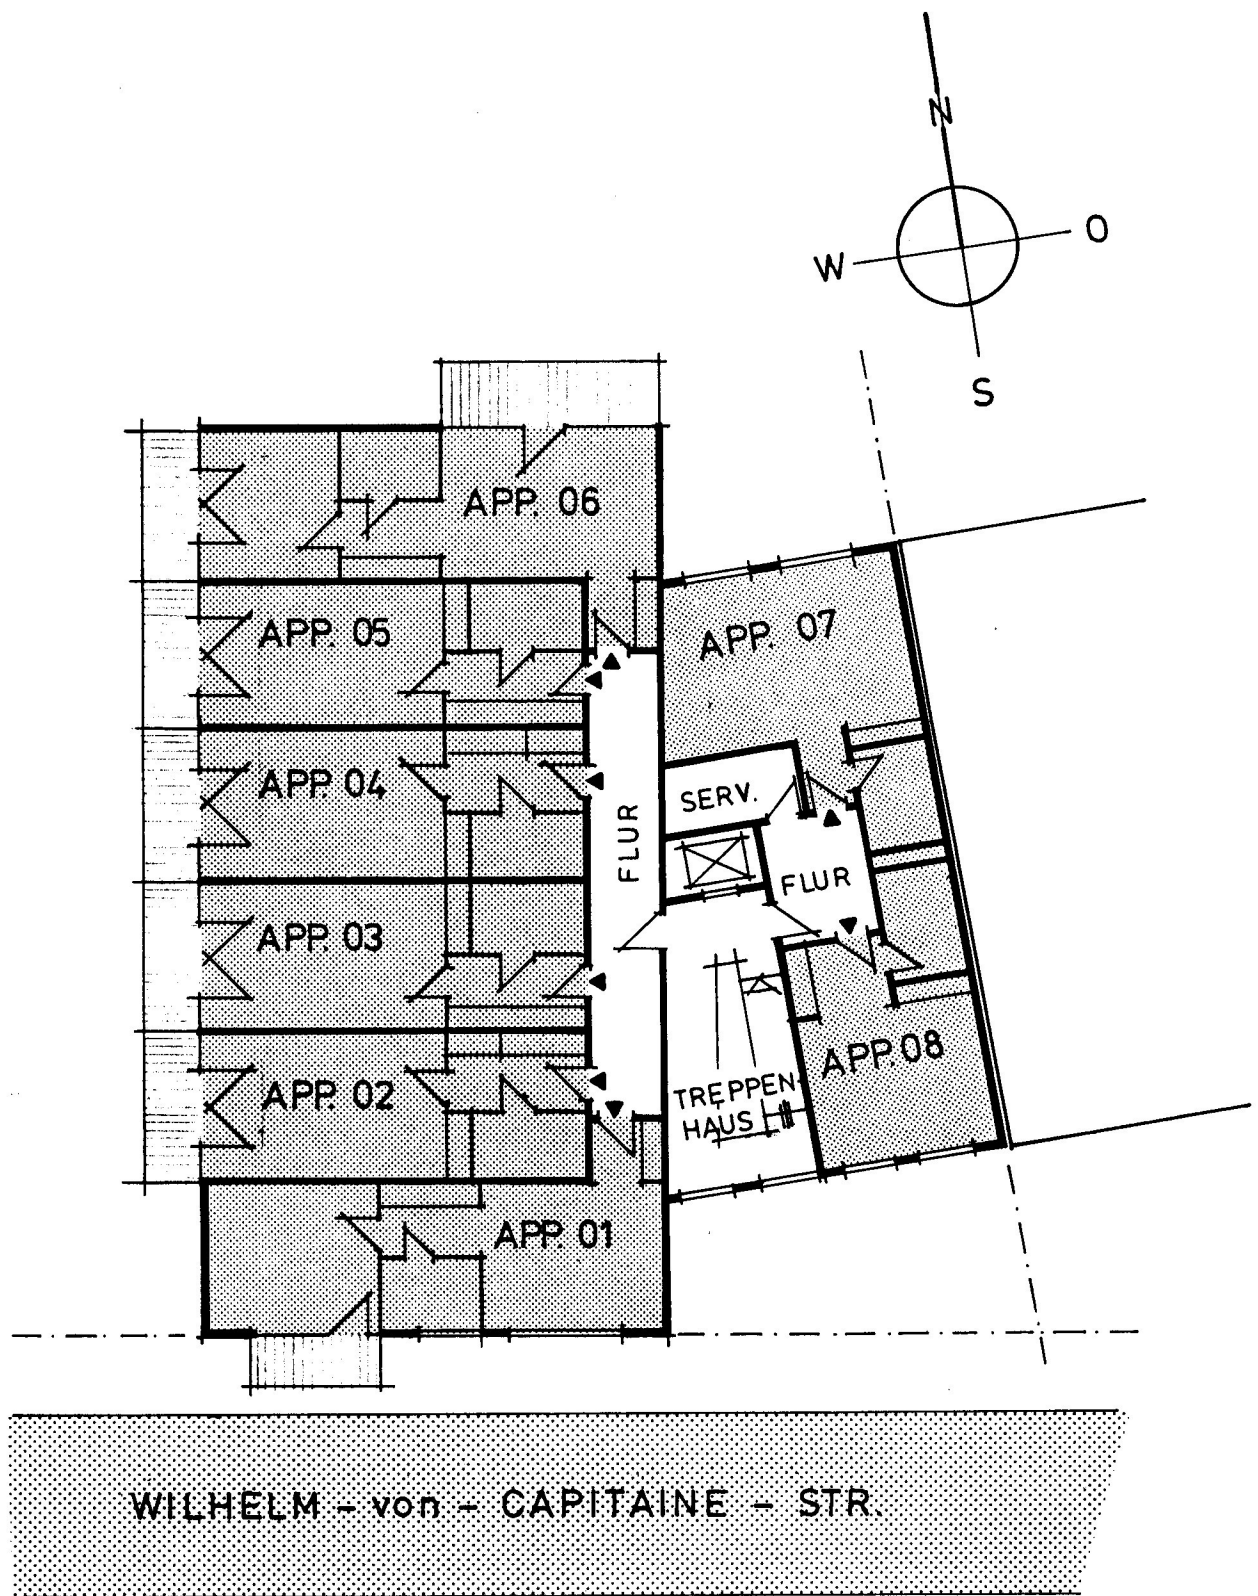 N
W
O
S
APP. 06
APP. 05
APP. 07
APP. 04
SERV.
FLUR
FLUR
APP. 03
APP. 08
APP. 02
TREPPEN-
HAUS
APP. 01
WILHELM - von - CAPITAINE - STR.